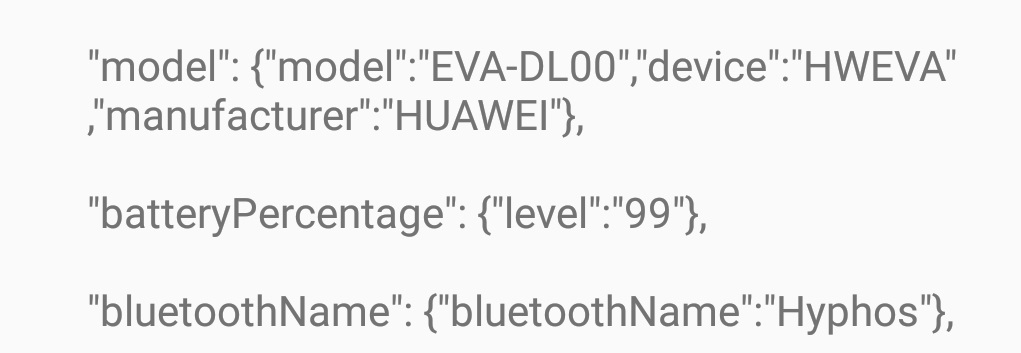 "model": {"model":"EVA-DL00","device":"HWEVA"
,"manufacturer":"HUAWEI"},
"batteryPercentage": {"level":"99"},
"bluetoothName": {"bluetoothName":"Hyphos"},